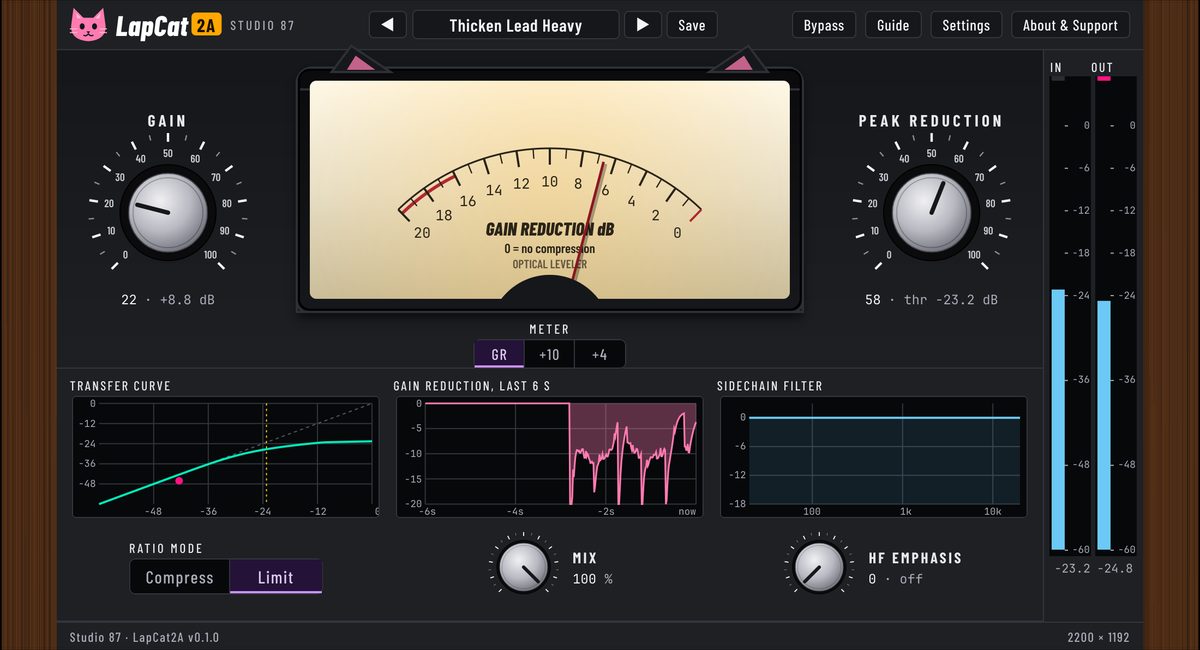 LapCat 2A STUDIO 87
◀ Thicken Lead Heavy ▶ Save
Bypass Guide Settings About & Support
IN OUT
GAIN
0 10 20 30 40 50 60 70 80 90 100
22 · +8.8 dB
20 18 16 14 12 10 8 6 4 2 0
GAIN REDUCTION dB
0 = no compression
OPTICAL LEVELER
PEAK REDUCTION
0 10 20 30 40 50 60 70 80 90 100
58 · thr -23.2 dB
METER
GR +10 +4
0 0
-6 -6
-12 -12
-18 -18
-24 -24
-36 -36
-48 -48
-60 -60
-23.2 -24.8
TRANSFER CURVE
0
-12
-24
-36
-48
-48 -36 -24 -12 0
GAIN REDUCTION, LAST 6 S
0
-5
-10
-15
-20
-6s -4s -2s now
SIDECHAIN FILTER
0
-6
-12
-18
100 1k 10k
RATIO MODE
Compress Limit
MIX
100 %
HF EMPHASIS
0 · off
Studio 87 · LapCat2A v0.1.0
2200 × 1192